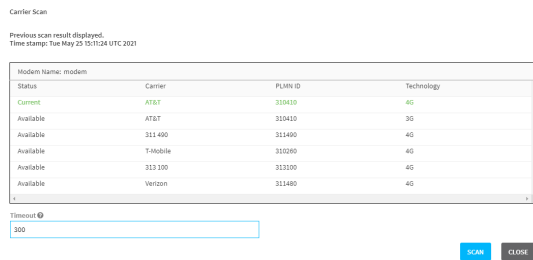 Carrier Scan
Previous scan result displayed.
Time stamp: Tue May 25 15:11:24 UTC 2021
Modem Name: modem
Status Carrier PLMN ID Technology
Current AT&T 310410 4G
Available AT&T 310410 3G
Available 311 490 311490 4G
Available T-Mobile 310260 4G
Available 313 100 313100 4G
Available Verizon 311480 4G
Timeout
300
SCAN CLOSE